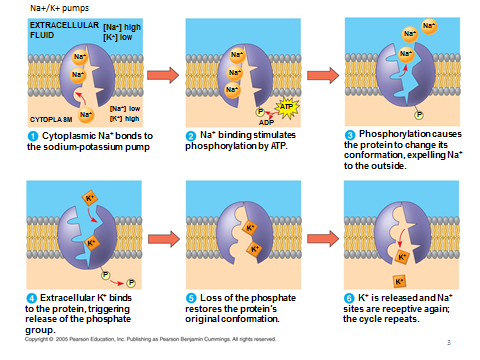 Na+/K+ pumps
EXTRACELLULAR
FLUID
[Na+] high
[K+] low
Na+
Na+
Na+
CYTOPLASM
[Na+] low
[K+] high
1 Cytoplasmic Na+ bonds to
the sodium-potassium pump
Na+
Na+
Na+
P
ATP
ADP
2 Na+ binding stimulates
phosphorylation by ATP.
Na+
Na+
Na+
P
3 Phosphorylation causes
the protein to change its
conformation, expelling Na+
to the outside.
K+
K+
P
P
4 Extracellular K+ binds
to the protein, triggering
release of the phosphate
group.
K+
K+
5 Loss of the phosphate
restores the protein's
original conformation.
K+
K+
6 K+ is released and Na+
sites are receptive again;
the cycle repeats.
Copyright © 2005 Pearson Education, Inc. Publishing as Pearson Benjamin Cummings. All rights reserved.
3